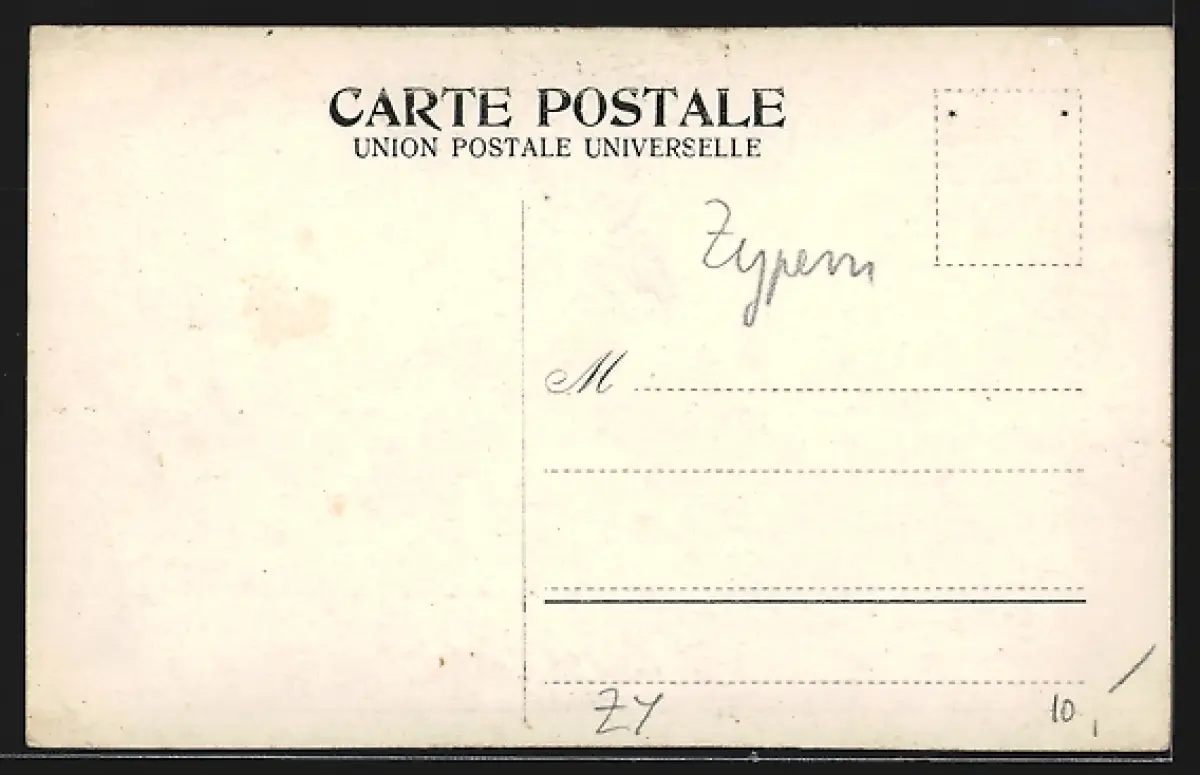 CARTE POSTALE
UNION POSTALE UNIVERSELLE
Zypern
M
ZY
10,